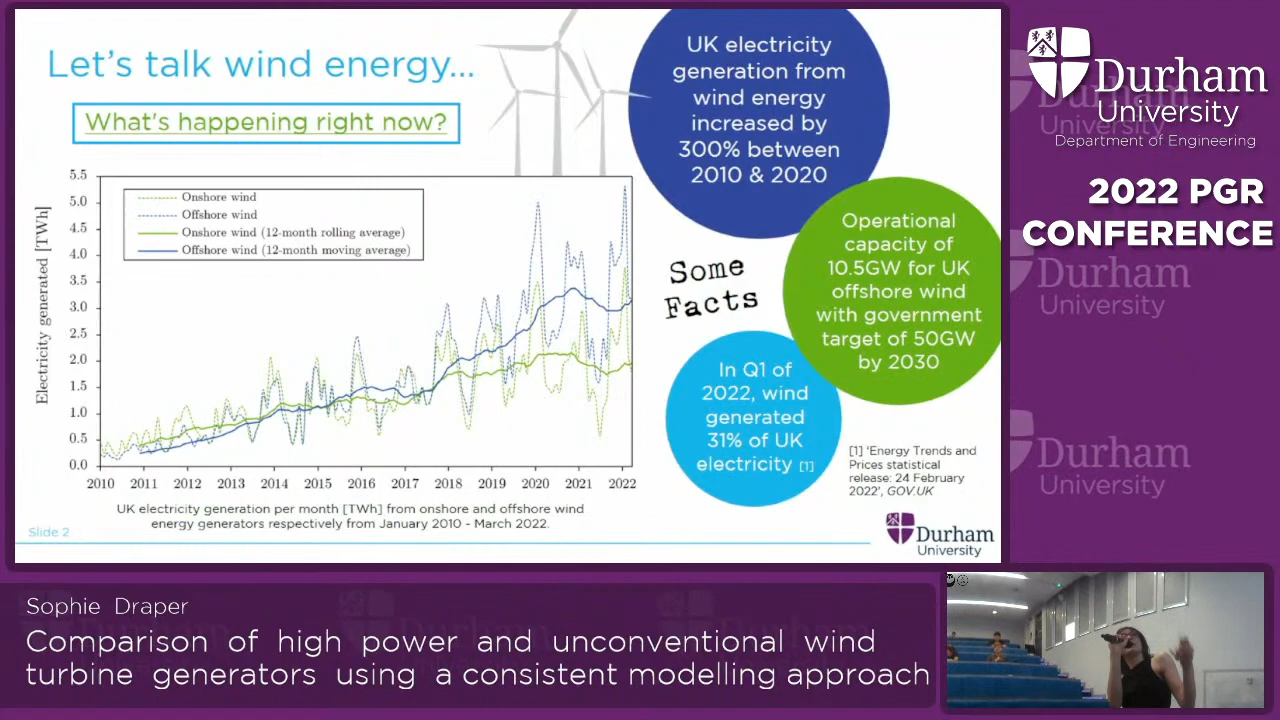 Let's talk wind energy...
What's happening right now?
5.5
5.0
4.5
4.0
3.5
3.0
2.5
2.0
1.5
1.0
0.5
0.0
Electricity generated [TWh]
Onshore wind
Offshore wind
Onshore wind (12-month rolling average)
Offshore wind (12-month moving average)
2010 2011 2012 2013 2014 2015 2016 2017 2018 2019 2020 2021 2022
UK electricity generation per month [TWh] from onshore and offshore wind
energy generators respectively from January 2010 - March 2022.
Slide 2
UK electricity
generation from
wind energy
increased by
300% between
2010 & 2020
Some
Facts
Operational
capacity of
10.5GW for UK
offshore wind
with government
target of 50GW
by 2030
In Q1 of
2022, wind
generated
31% of UK
electricity [1]
[1] 'Energy Trends and
Prices statistical
release: 24 February
2022', GOV.UK
Durham
University
Durham
University
Department of Engineering
2022 PGR
CONFERENCE
Durham
University
Durham
University
Durham
University
Sophie Draper
Comparison of high power and unconventional wind
turbine generators using a consistent modelling approach